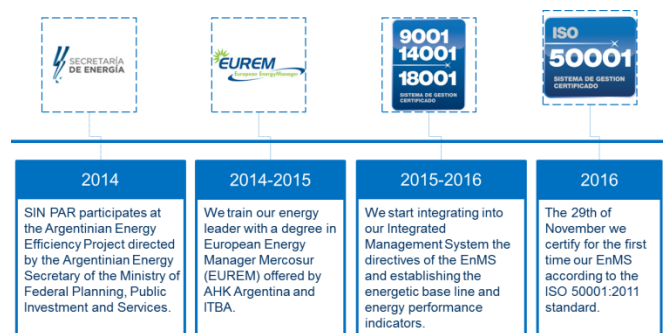 SECRETARÍA
DE ENERGÍA
EUREM
European EnergyManager
9001
14001
18001
SISTEMA DE GESTION
CERTIFICADO
ISO
50001
SISTEMA DE GESTION
CERTIFICADO
2014
SIN PAR participates at
the Argentinian Energy
Efficiency Project directed
by the Argentinian Energy
Secretary of the Ministry of
Federal Planning, Public
Investment and Services.
2014-2015
We train our energy
leader with a degree in
European Energy
Manager Mercosur
(EUREM) offered by
AHK Argentina and
ITBA.
2015-2016
We start integrating into
our Integrated
Management System the
directives of the EnMS
and establishing the
energetic base line and
energy performance
indicators.
2016
The 29th of
November we
certify for the first
time our EnMS
according to the
ISO 50001:2011
standard.